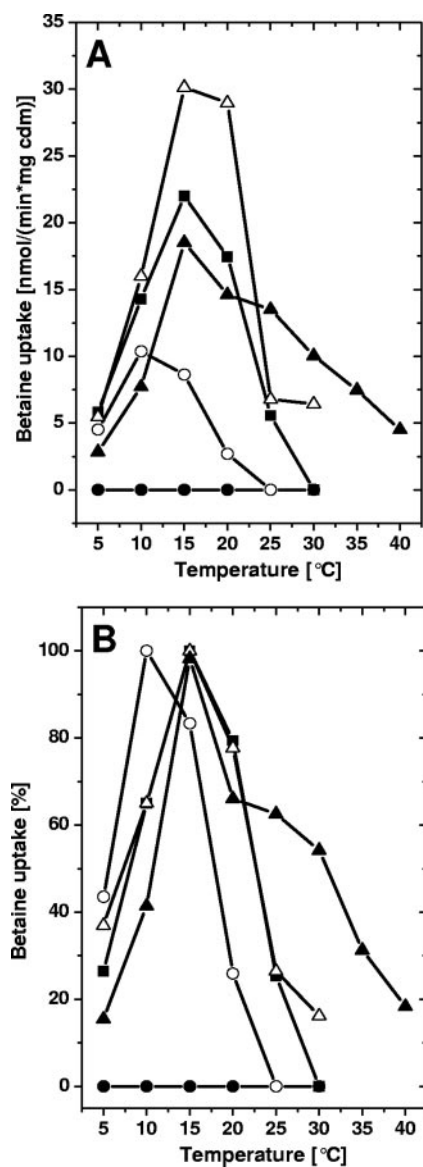 A
35
30
25
20
15
10
5
0
Betaine uptake [nmol/(min*mg cdm)]
5 10 15 20 25 30 35 40
Temperature [°C]
B
100
80
60
40
20
0
Betaine uptake [%]
5 10 15 20 25 30 35 40
Temperature [°C]